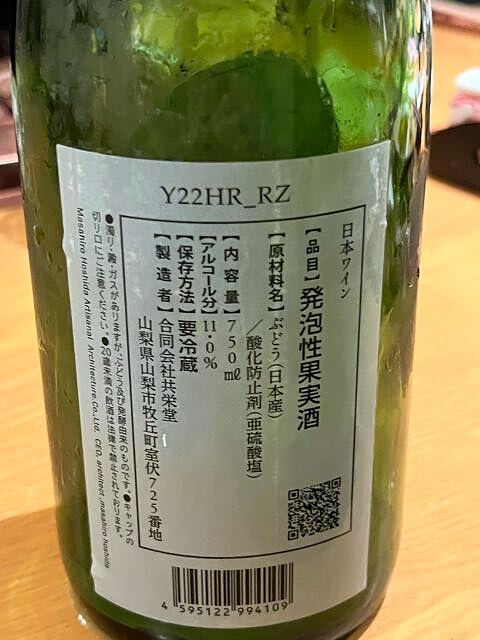 Y22HR_RZ
日本ワイン
【品目】発泡性果実酒
【原材料名】ぶどう(日本産)
／酸化防止剤(亜硫酸塩)
【内容量】750ml
【アルコール分】11.0%
【保存方法】要冷蔵
【製造者】合同会社共栄堂
山梨県山梨市牧丘町室伏725番地
●濁り・澱・ガスがありますが、ぶどう及び発酵由来のものです。●キャップの
切り口にご注意ください。●20歳未満の飲酒は法律で禁止されております。
Masahiro Hoshida Artisanal Architecture.Co.,Ltd. CEO, architect ,masahiro hoshida
4 595122 994109